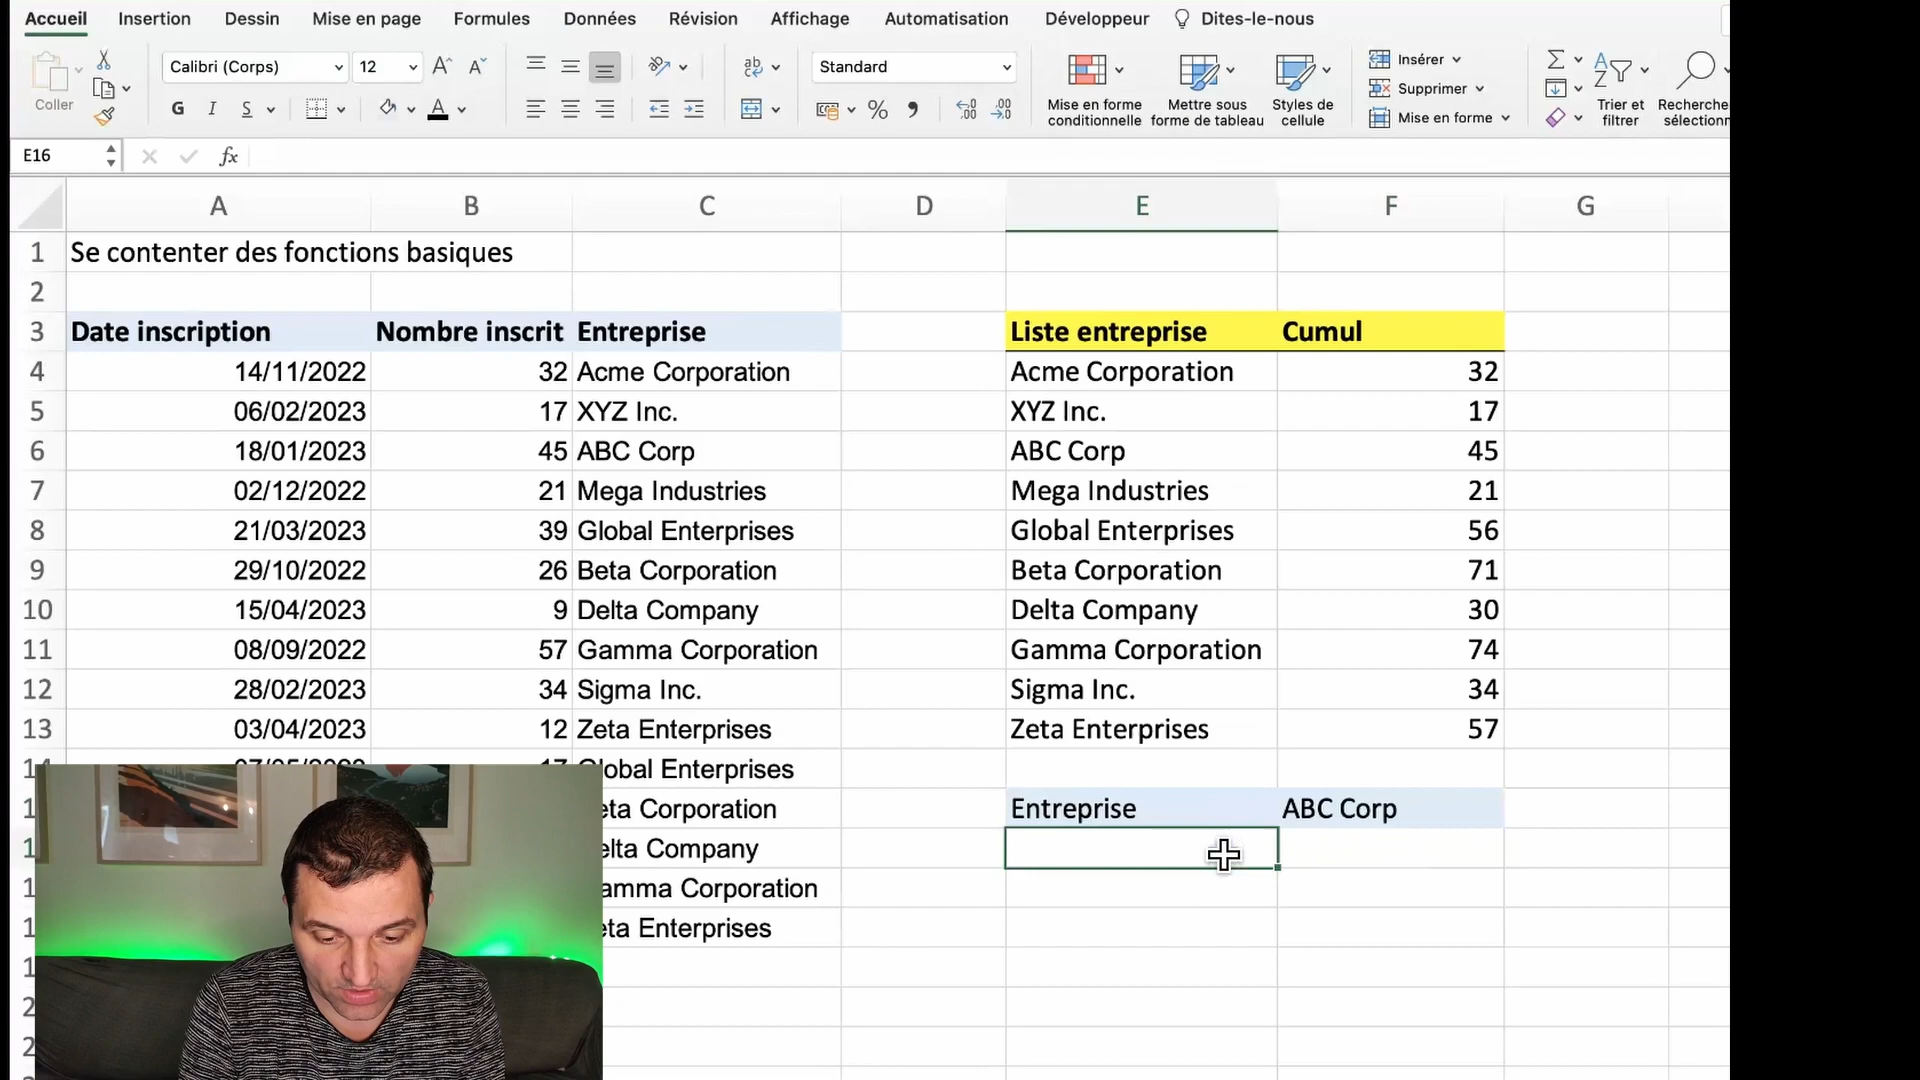 Accueil Insertion Dessin Mise en page Formules Données Révision Affichage Automatisation Développeur Dites-le-nous
Coller
Calibri (Corps) 12
G I S
Standard
Mise en forme conditionnelle
Mettre sous forme de tableau
Styles de cellule
Insérer
Supprimer
Mise en forme
Trier et filtrer
E16 fx
A B C D E F G
1 Se contenter des fonctions basiques
2
3 Date inscription Nombre inscrit Entreprise Liste entreprise Cumul
4 14/11/2022 32 Acme Corporation Acme Corporation 32
5 06/02/2023 17 XYZ Inc. XYZ Inc. 17
6 18/01/2023 45 ABC Corp ABC Corp 45
7 02/12/2022 21 Mega Industries Mega Industries 21
8 21/03/2023 39 Global Enterprises Global Enterprises 56
9 29/10/2022 26 Beta Corporation Beta Corporation 71
10 15/04/2023 9 Delta Company Delta Company 30
11 08/09/2022 57 Gamma Corporation Gamma Corporation 74
12 28/02/2023 34 Sigma Inc. Sigma Inc. 34
13 03/04/2023 12 Zeta Enterprises Zeta Enterprises 57
Enterprises
Corporation Entreprise ABC Corp
Company
Corporation
Enterprises